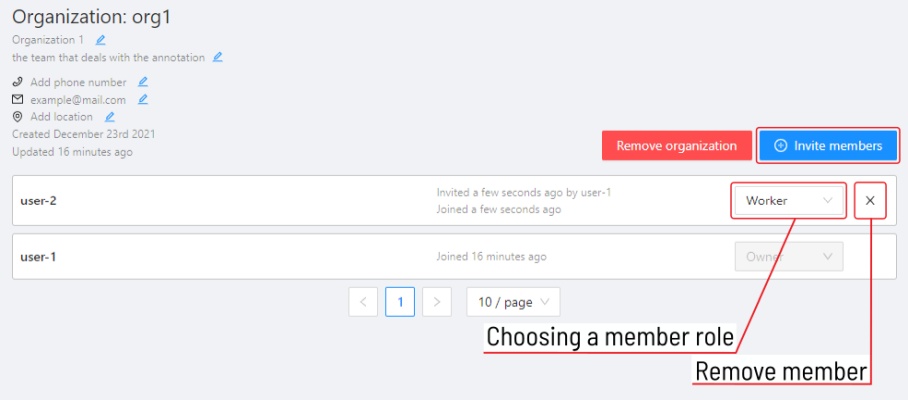 Organization: org1
Organization 1
the team that deals with the annotation
Add phone number
example@mail.com
Add location
Created December 23rd 2021
Updated 16 minutes ago
Remove organization
Invite members
user-2
Invited a few seconds ago by user-1
Joined a few seconds ago
Worker
user-1
Joined 16 minutes ago
Owner
< 1 >
10 / page
Choosing a member role
Remove member